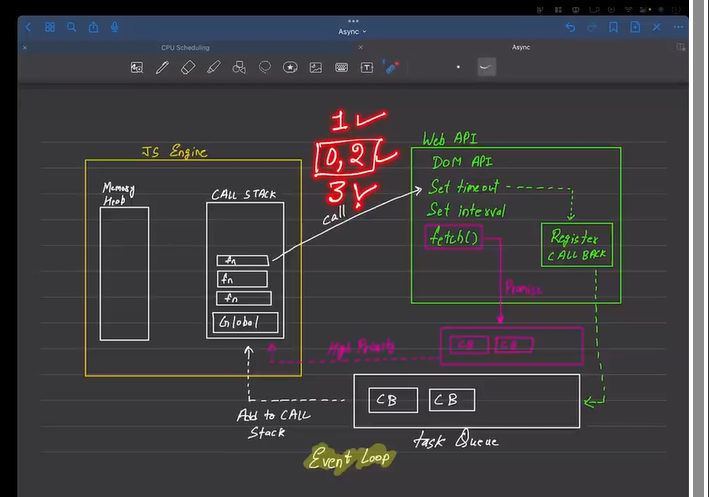 Async
CPU Scheduling
Async
1
0, 2
3
JS Engine
Memory
Heab
CALL STACK
fn
fn
fn
Global
call
Web API
DOM API
Set timeout
Set interval
fetch()
Register
CALL BACK
Promise
CB
CB
High Priority
CB
CB
Add to CALL
Stack
task Queue
Event Loop